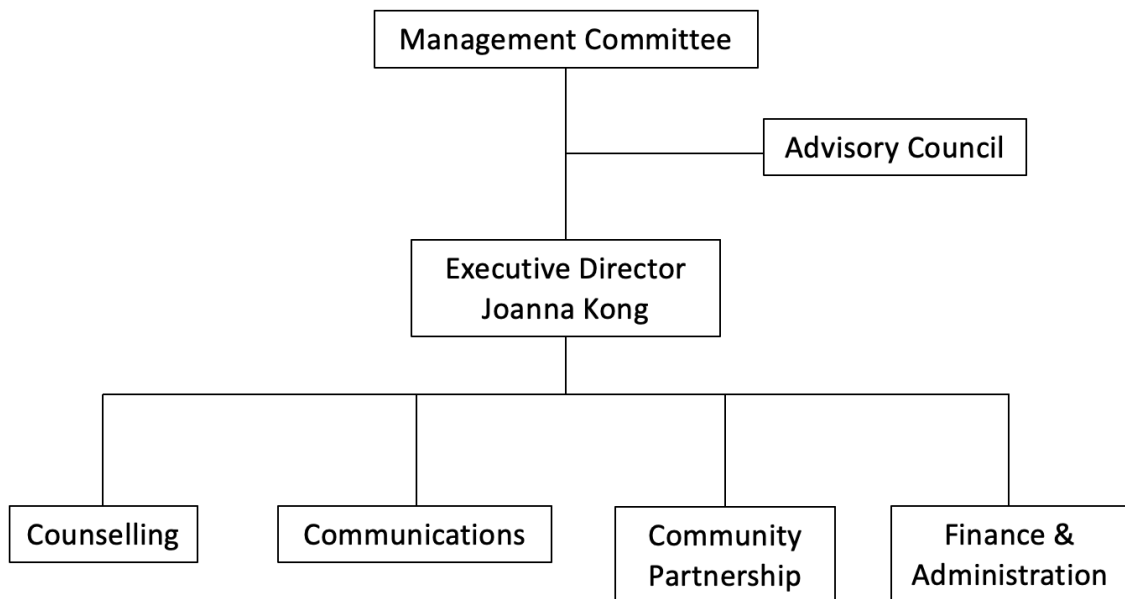 Management Committee
Advisory Council
Executive Director
Joanna Kong
Counselling
Communications
Community
Partnership
Finance &
Administration